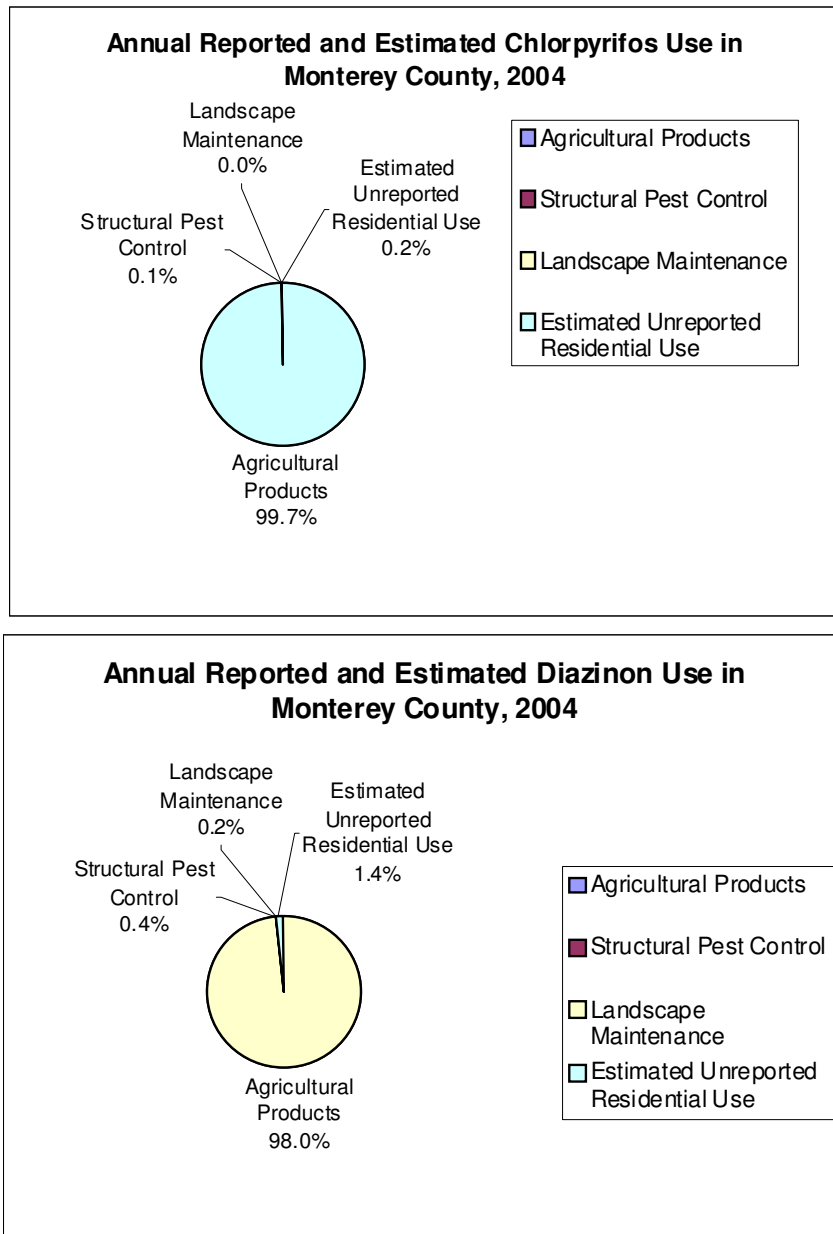 Annual Reported and Estimated Chlorpyrifos Use in
Monterey County, 2004
Landscape
Maintenance
0.0%
Estimated
Unreported
Residential Use
0.2%
Structural Pest
Control
0.1%
Agricultural
Products
99.7%
Agricultural Products
Structural Pest Control
Landscape Maintenance
Estimated Unreported
Residential Use
Annual Reported and Estimated Diazinon Use in
Monterey County, 2004
Landscape
Maintenance
0.2%
Estimated
Unreported
Residential Use
1.4%
Structural Pest
Control
0.4%
Agricultural
Products
98.0%
Agricultural Products
Structural Pest Control
Landscape
Maintenance
Estimated Unreported
Residential Use